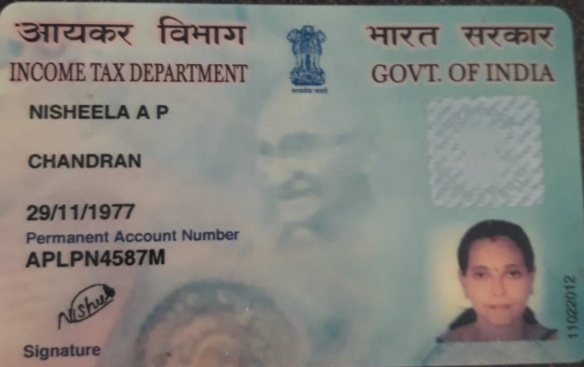 आयकर विभाग
INCOME TAX DEPARTMENT
भारत सरकार
GOVT. OF INDIA
सत्यमेव जयते
NISHEELA A P
CHANDRAN
29/11/1977
Permanent Account Number
APLPN4587M
Nishee
Signature
11022012